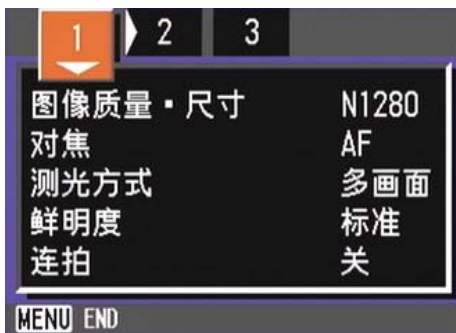 1 2 3
图像质量·尺寸 N1280
对焦 AF
测光方式 多画面
鲜明度 标准
连拍 关
MENU END